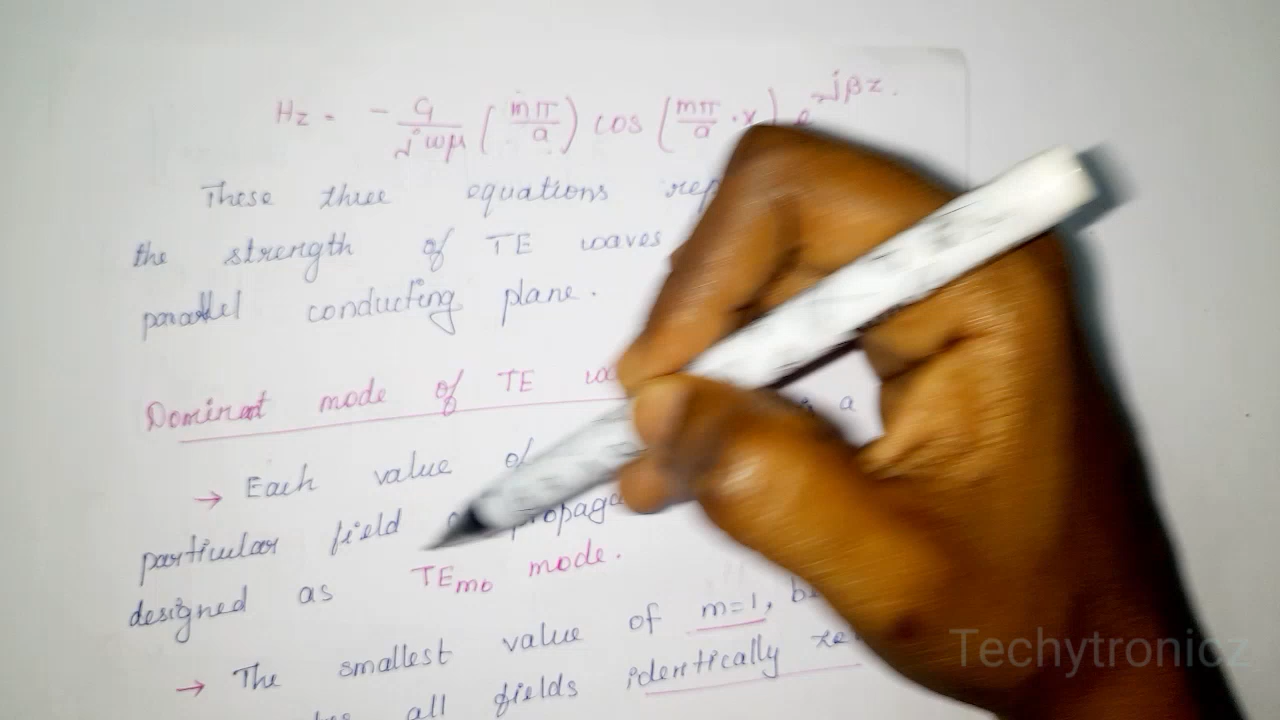 Hz = - C₁/jωμ (mπ/a) cos (mπ/a · x) e^-jβz.
These three equations
the strength of TE waves
parallel conducting plane.
Dominant mode of TE
→ Each value of a
particular field
designed as TEm0 mode.
→ The smallest value of m=1,
all fields identically
Techytronicz